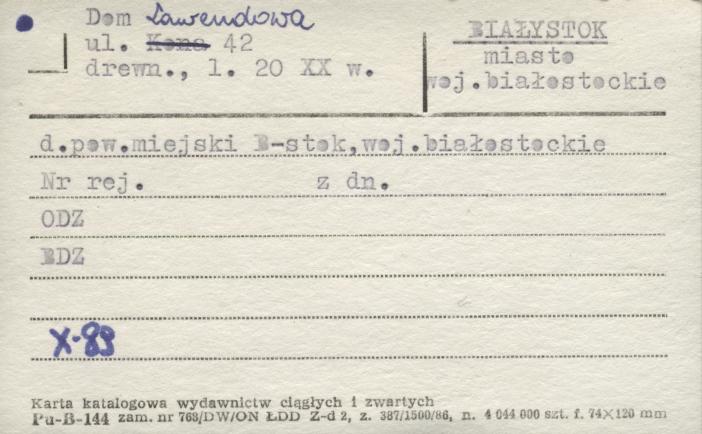 Dom Lawendowa
ul. Kona 42
drewn., l. 20 XX w.
BIAŁYSTOK
miasto
woj.białostockie
d.pow.miejski B-stok,woj.białostockie
Nr rej. z dn.
ODZ
BDZ
X-89
Karta katalogowa wydawnictw ciągłych i zwartych
Pu-B-144 zam. nr 763/DW/ON ŁDD Z-d 2, z. 387/1500/86, n. 4 044 000 szt. f. 74×120 mm